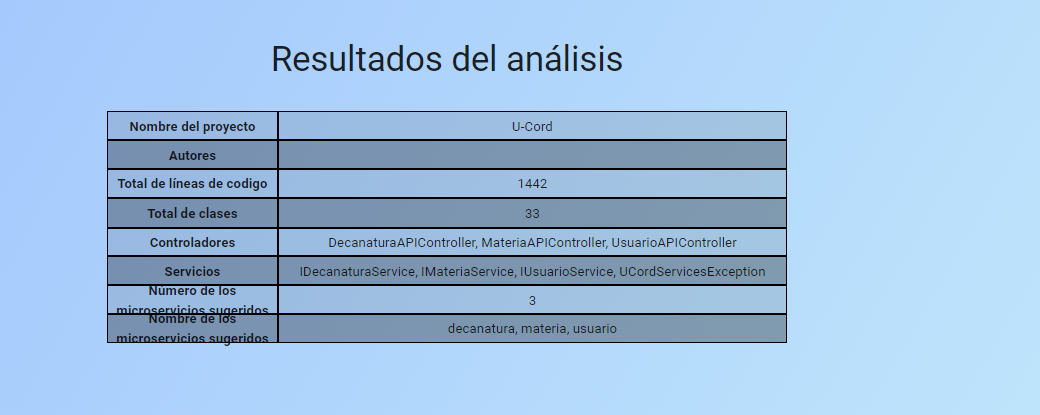 Resultados del análisis
Nombre del proyecto U-Cord
Autores
Total de líneas de codigo 1442
Total de clases 33
Controladores DecanaturaAPIController, MateriaAPIController, UsuarioAPIController
Servicios IDecanaturaService, IMateriaService, IUsuarioService, UCordServicesException
Número de los
microservicios sugeridos 3
Nombre de los
microservicios sugeridos decanatura, materia, usuario